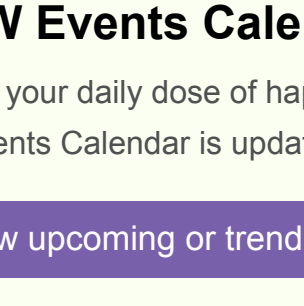 W Events Cale
your daily dose of hap
ents Calendar is updat
w upcoming or trend